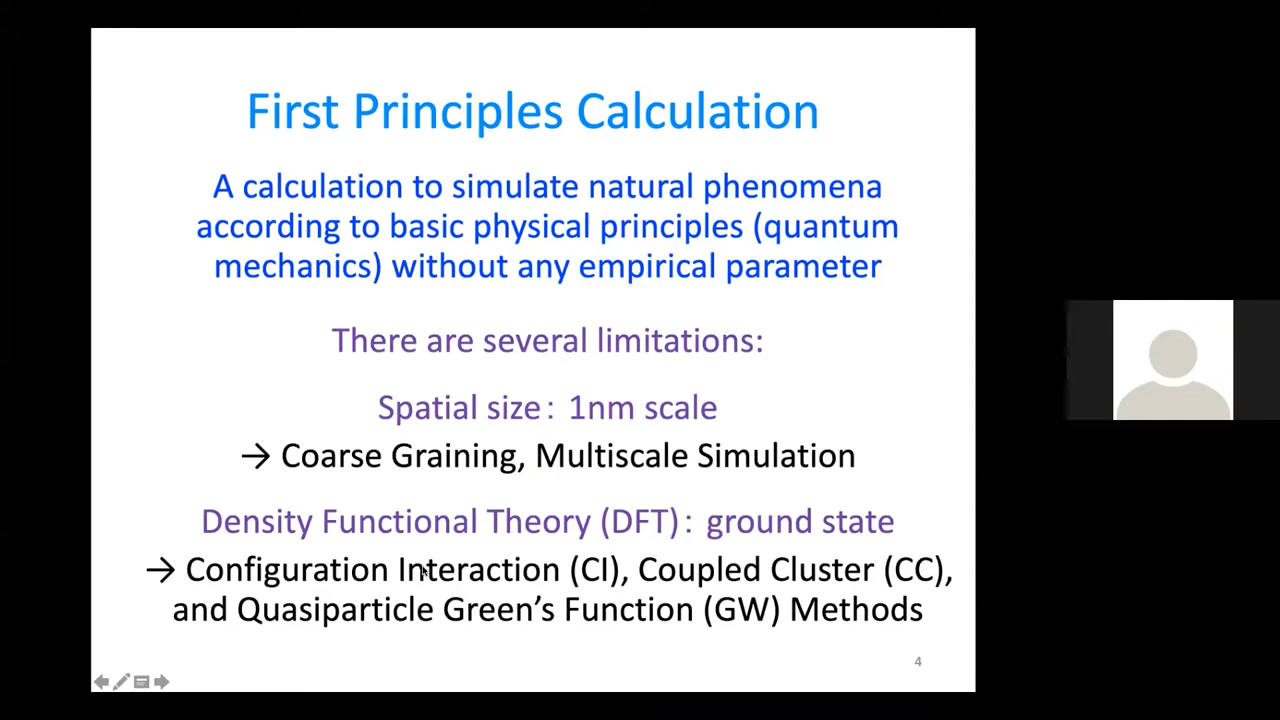 First Principles Calculation
A calculation to simulate natural phenomena
according to basic physical principles (quantum
mechanics) without any empirical parameter
There are several limitations:
Spatial size: 1nm scale
→ Coarse Graining, Multiscale Simulation
Density Functional Theory (DFT): ground state
→ Configuration Interaction (CI), Coupled Cluster (CC),
and Quasiparticle Green’s Function (GW) Methods
4